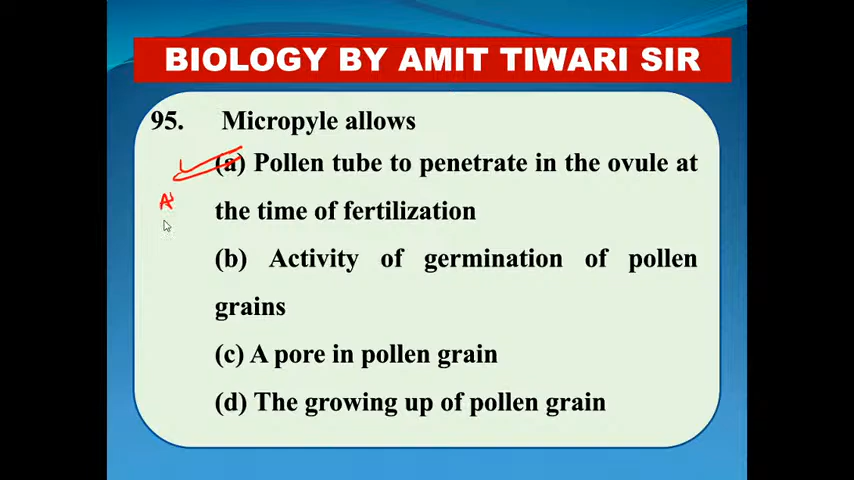 BIOLOGY BY AMIT TIWARI SIR
95. Micropyle allows
(a) Pollen tube to penetrate in the ovule at
A
the time of fertilization
(b) Activity of germination of pollen
grains
(c) A pore in pollen grain
(d) The growing up of pollen grain